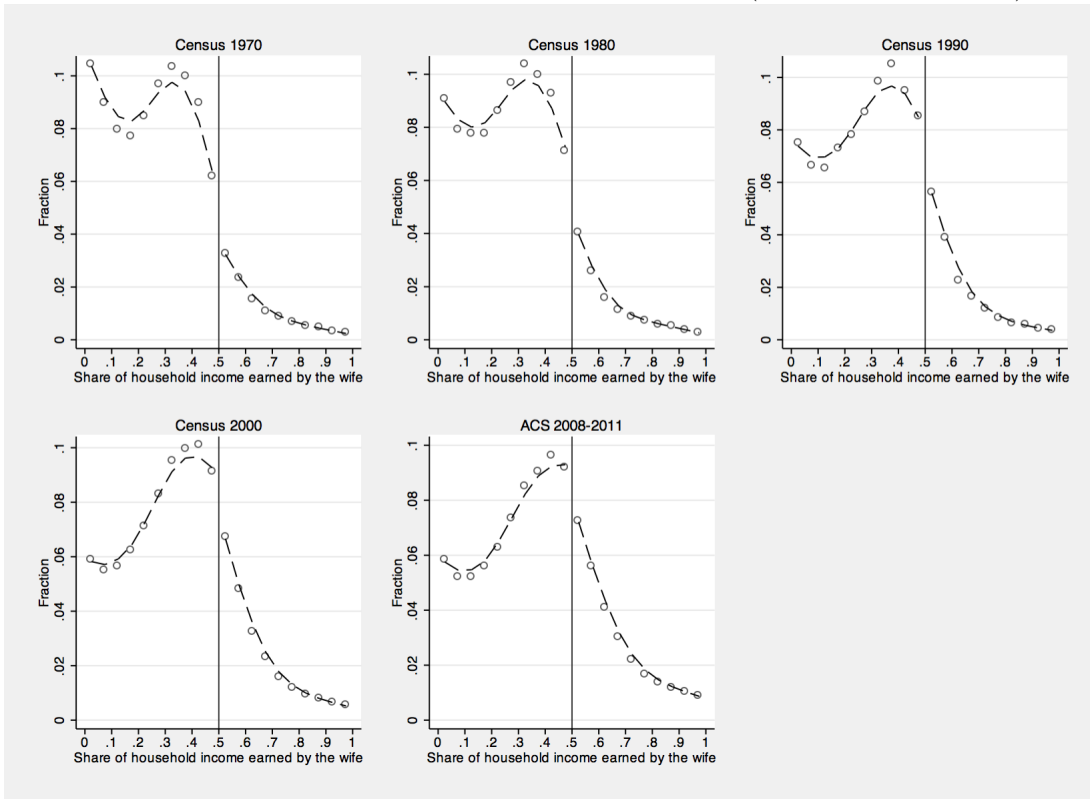 Census 1970
Fraction
0 .02 .04 .06 .08 .1
0 .1 .2 .3 .4 .5 .6 .7 .8 .9 1
Share of household income earned by the wife
Census 1980
Fraction
0 .02 .04 .06 .08 .1
0 .1 .2 .3 .4 .5 .6 .7 .8 .9 1
Share of household income earned by the wife
Census 1990
Fraction
0 .02 .04 .06 .08 .1
0 .1 .2 .3 .4 .5 .6 .7 .8 .9 1
Share of household income earned by the wife
Census 2000
Fraction
0 .02 .04 .06 .08 .1
0 .1 .2 .3 .4 .5 .6 .7 .8 .9 1
Share of household income earned by the wife
ACS 2008-2011
Fraction
0 .02 .04 .06 .08 .1
0 .1 .2 .3 .4 .5 .6 .7 .8 .9 1
Share of household income earned by the wife